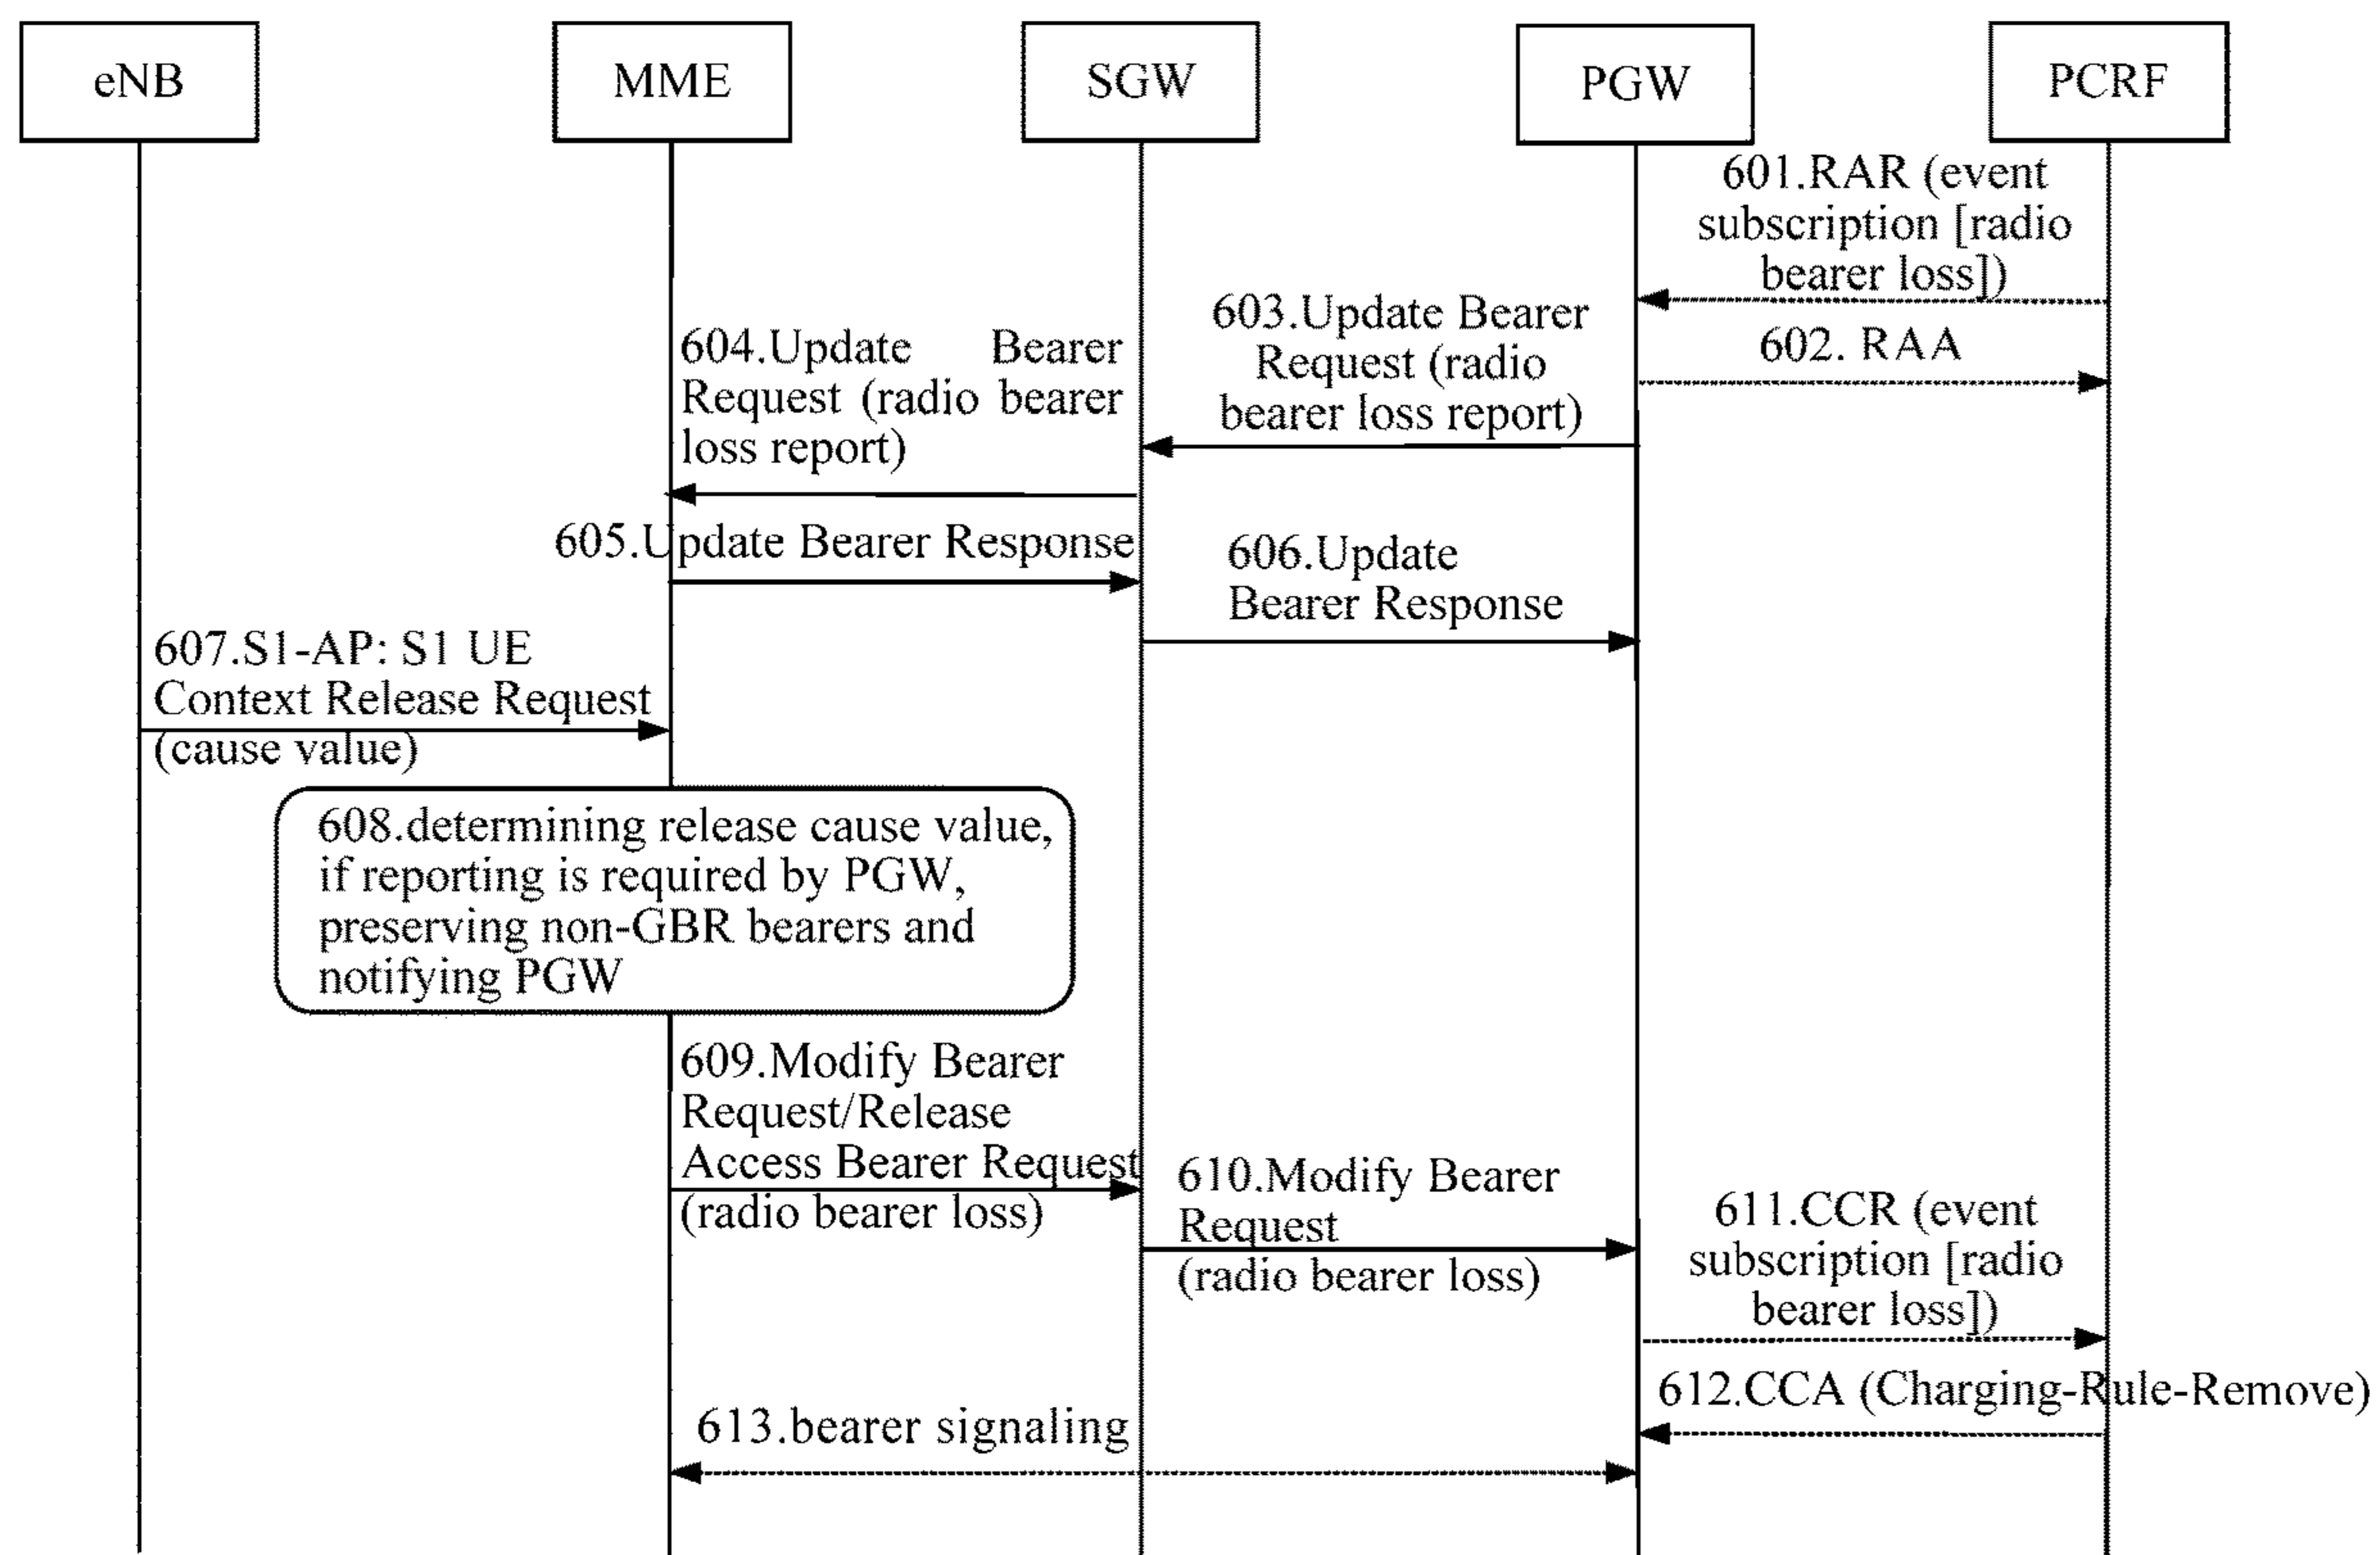 eNB
MME
SGW
PGW
PCRF
601.RAR (event
subscription [radio
bearer loss])
602. RAA
603.Update Bearer
Request (radio
bearer loss report)
604.Update Bearer
Request (radio bearer
loss report)
605.Update Bearer Response
606.Update
Bearer Response
607.S1-AP: S1 UE
Context Release Request
(cause value)
608.determining release cause value,
if reporting is required by PGW,
preserving non-GBR bearers and
notifying PGW
609.Modify Bearer
Request/Release
Access Bearer Request
(radio bearer loss)
610.Modify Bearer
Request
(radio bearer loss)
611.CCR (event
subscription [radio
bearer loss])
612.CCA (Charging-Rule-Remove)
613.bearer signaling